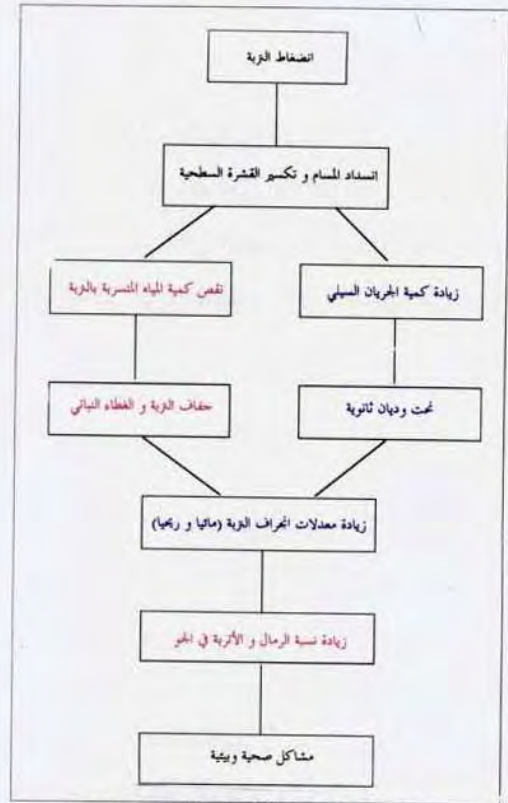 انضغاط التربة
انسداد المسام و تكسير القشرة السطحية
زيادة كمية الجريان السيلي
نقص كمية المياه المتسربة بالتربة
نحت وديان ثانوية
جفاف التربة و الغطاء النباتي
زيادة معدلات انجراف التربة (مائيا و ريحيا)
زيادة نسبة الرمال و الأتربة في الجو
مشاكل صحية وبيئية